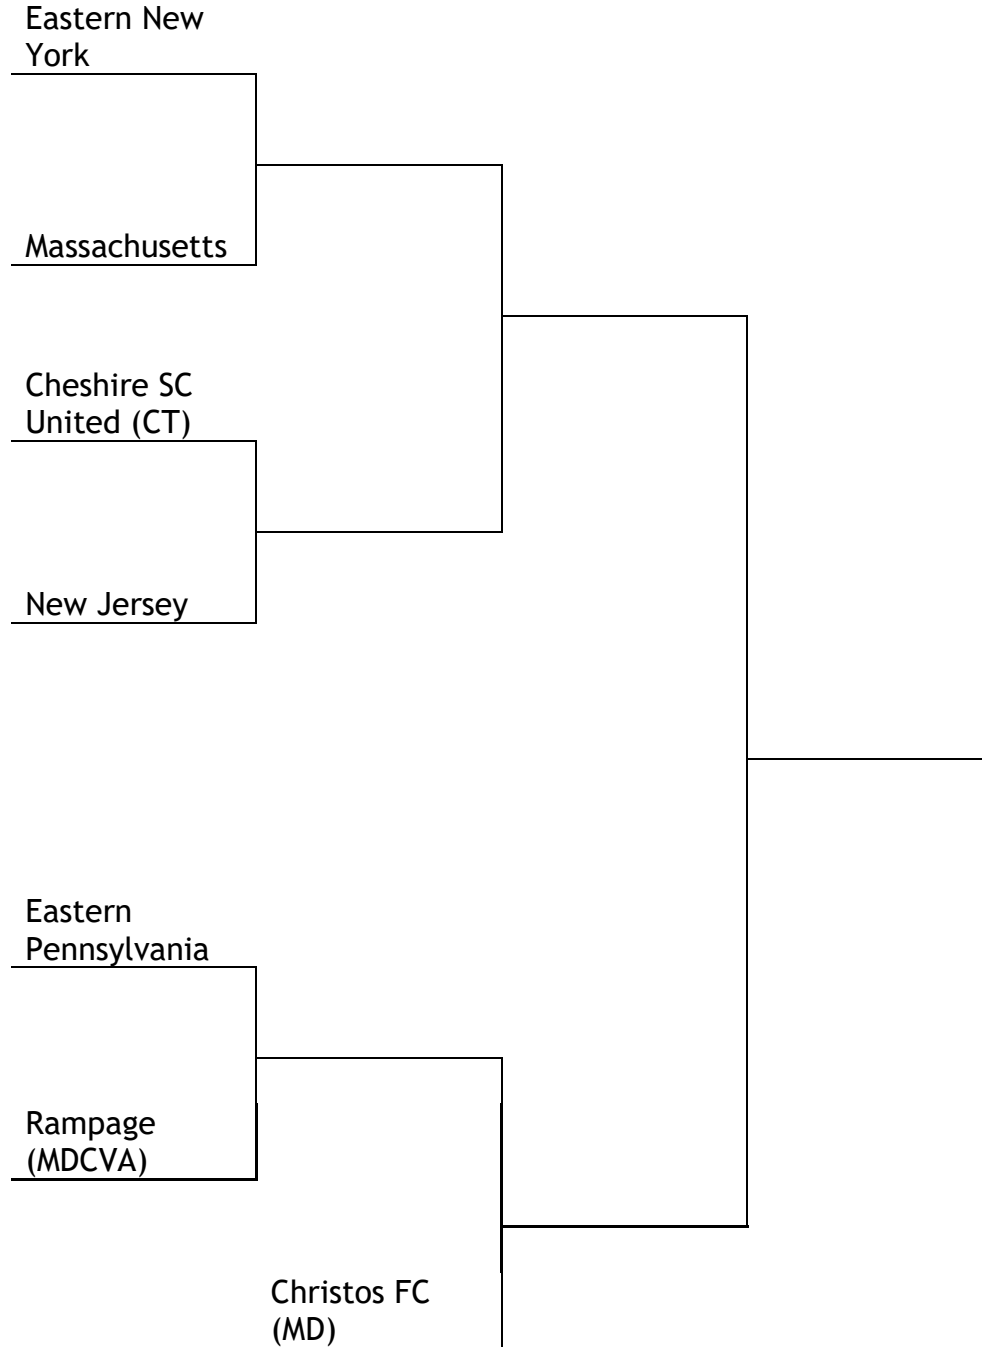 Eastern New
York
Massachusetts
Cheshire SC
United (CT)
New Jersey
Eastern
Pennsylvania
Rampage
(MDCVA)
Christos FC
(MD)